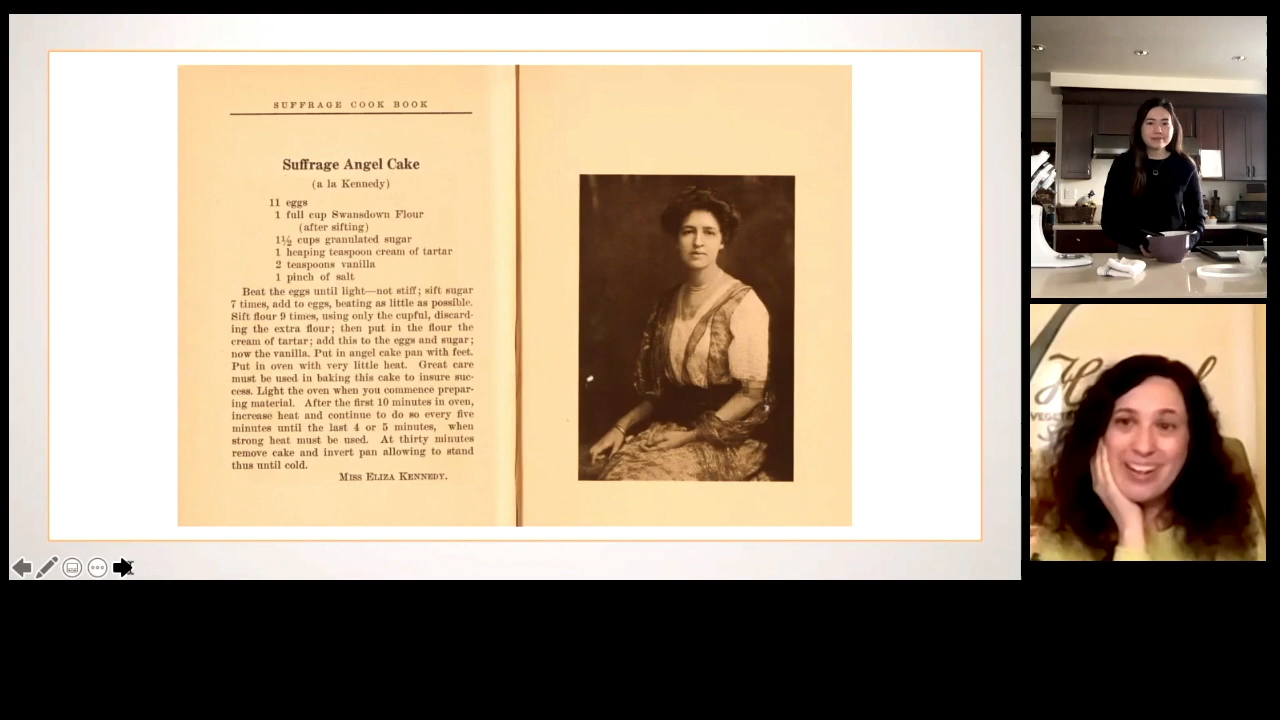 SUFFRAGE COOK BOOK
Suffrage Angel Cake
(a la Kennedy)
11 eggs
1 full cup Swansdown Flour
(after sifting)
1½ cups granulated sugar
1 heaping teaspoon cream of tartar
2 teaspoons vanilla
1 pinch of salt
Beat the eggs until light—not stiff; sift sugar
7 times, add to eggs, beating as little as possible.
Sift flour 9 times, using only the cupful, discard-
ing the extra flour; then put in the flour the
cream of tartar; add this to the eggs and sugar;
now the vanilla. Put in angel cake pan with feet.
Put in oven with very little heat. Great care
must be used in baking this cake to insure suc-
cess. Light the oven when you commence prepar-
ing material. After the first 10 minutes in oven,
increase heat and continue to do so every five
minutes until the last 4 or 5 minutes, when
strong heat must be used. At thirty minutes
remove cake and invert pan allowing to stand
thus until cold.
MISS ELIZA KENNEDY.